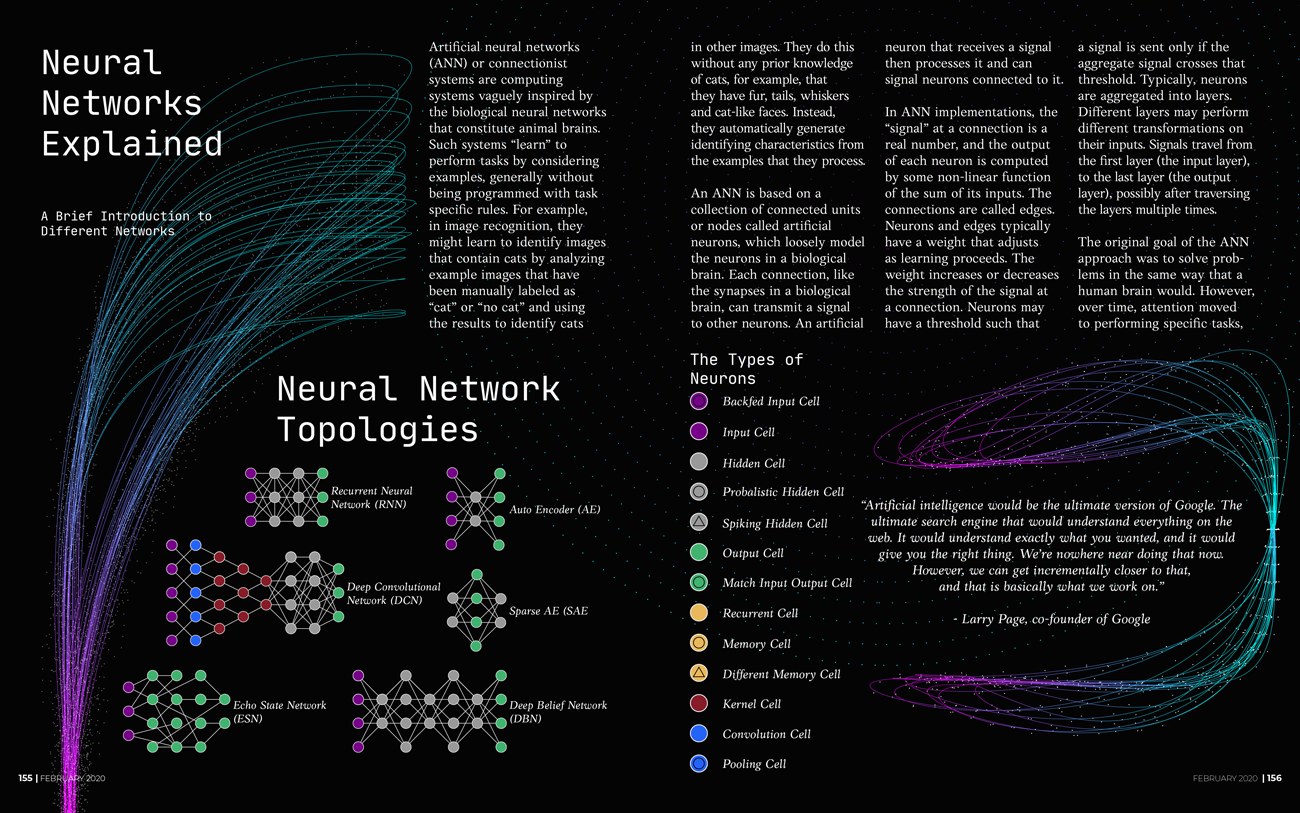 Neural
Networks
Explained
A Brief Introduction to
Different Networks
Artificial neural networks
(ANN) or connectionist
systems are computing
systems vaguely inspired by
the biological neural networks
that constitute animal brains.
Such systems “learn” to
perform tasks by considering
examples, generally without
being programmed with task
specific rules. For example,
in image recognition, they
might learn to identify images
that contain cats by analyzing
example images that have
been manually labeled as
“cat” or “no cat” and using
the results to identify cats
in other images. They do this
without any prior knowledge
of cats, for example, that
they have fur, tails, whiskers
and cat-like faces. Instead,
they automatically generate
identifying characteristics from
the examples that they process.
An ANN is based on a
collection of connected units
or nodes called artificial
neurons, which loosely model
the neurons in a biological
brain. Each connection, like
the synapses in a biological
brain, can transmit a signal
to other neurons. An artificial
neuron that receives a signal
then processes it and can
signal neurons connected to it.
In ANN implementations, the
“signal” at a connection is a
real number, and the output
of each neuron is computed
by some non-linear function
of the sum of its inputs. The
connections are called edges.
Neurons and edges typically
have a weight that adjusts
as learning proceeds. The
weight increases or decreases
the strength of the signal at
a connection. Neurons may
have a threshold such that
a signal is sent only if the
aggregate signal crosses that
threshold. Typically, neurons
are aggregated into layers.
Different layers may perform
different transformations on
their inputs. Signals travel from
the first layer (the input layer),
to the last layer (the output
layer), possibly after traversing
the layers multiple times.
The original goal of the ANN
approach was to solve prob-
lems in the same way that a
human brain would. However,
over time, attention moved
to performing specific tasks,
Neural Network
Topologies
Recurrent Neural
Network (RNN)
Auto Encoder (AE)
Deep Convolutional
Network (DCN)
Sparse AE (SAE
Echo State Network
(ESN)
Deep Belief Network
(DBN)
The Types of
Neurons
Backfed Input Cell
Input Cell
Hidden Cell
Probalistic Hidden Cell
Spiking Hidden Cell
Output Cell
Match Input Output Cell
Recurrent Cell
Memory Cell
Different Memory Cell
Kernel Cell
Convolution Cell
Pooling Cell
“Artificial intelligence would be the ultimate version of Google. The
ultimate search engine that would understand everything on the
web. It would understand exactly what you wanted, and it would
give you the right thing. We’re nowhere near doing that now.
However, we can get incrementally closer to that,
and that is basically what we work on.”
- Larry Page, co-founder of Google
155 | FEBRUARY 2020
FEBRUARY 2020 | 156